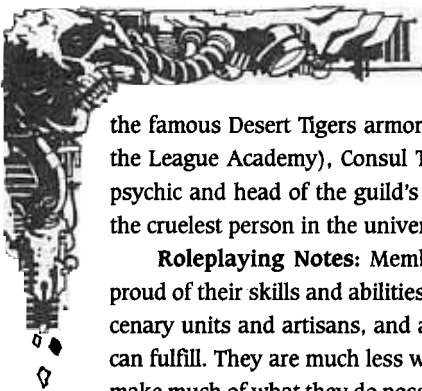 the famous Desert Tigers armor
the League Academy), Consul T
psychic and head of the guild's
the cruelest person in the univer
Roleplaying Notes: Memb
proud of their skills and abilities
cenary units and artisans, and a
can fulfill. They are much less w
make much of what they do poss